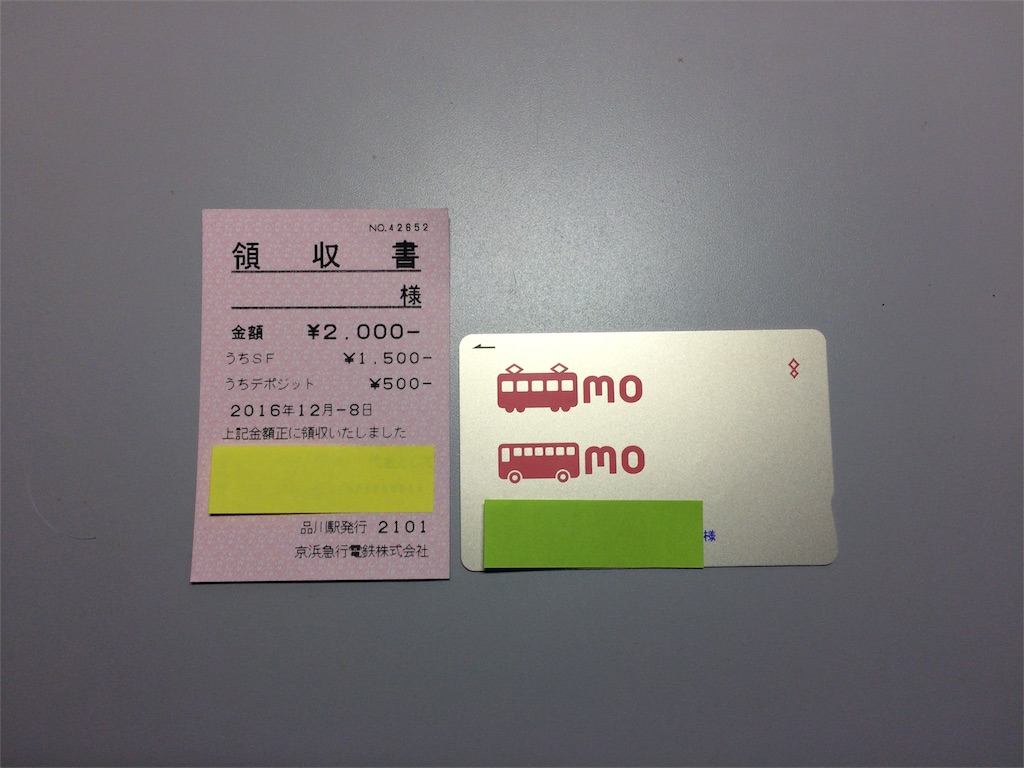 NO.42652
領収書
様
金額 ¥2.000-
うちSF ¥1,500-
うちデポジット ¥500-
2016年12月-8日
上記金額正に領収いたしました
品川駅発行 2101
京浜急行電鉄株式会社
mo
mo
様